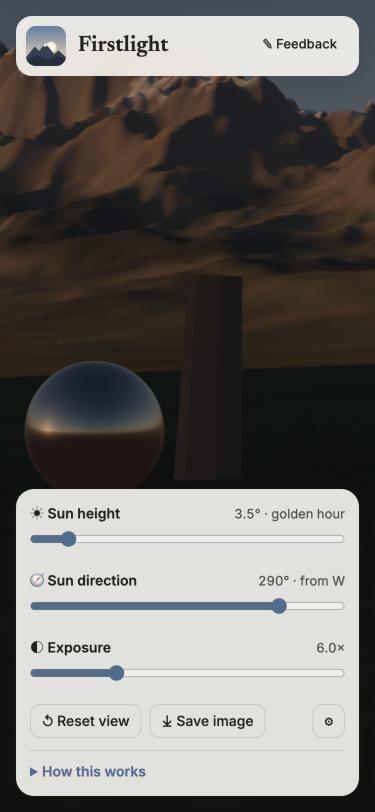 Firstlight
✎ Feedback
☀ Sun height 3.5° · golden hour
🧭 Sun direction 290° · from W
◐ Exposure 6.0×
↺ Reset view
⤓ Save image
⚙
▶ How this works